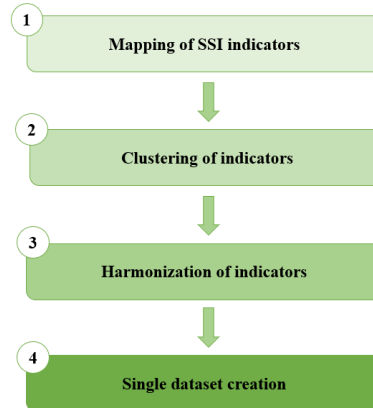 1
Mapping of SSI indicators
2
Clustering of indicators
3
Harmonization of indicators
4
Single dataset creation